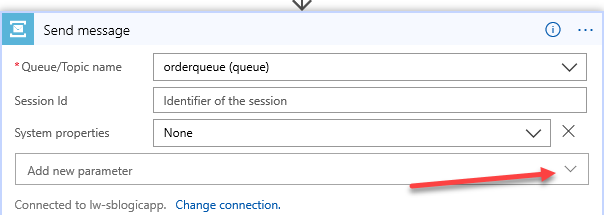 Send message
*Queue/Topic name
orderqueue (queue)
Session Id
Identifier of the session
System properties
None
Add new parameter
Connected to lw-sblogicapp. Change connection.